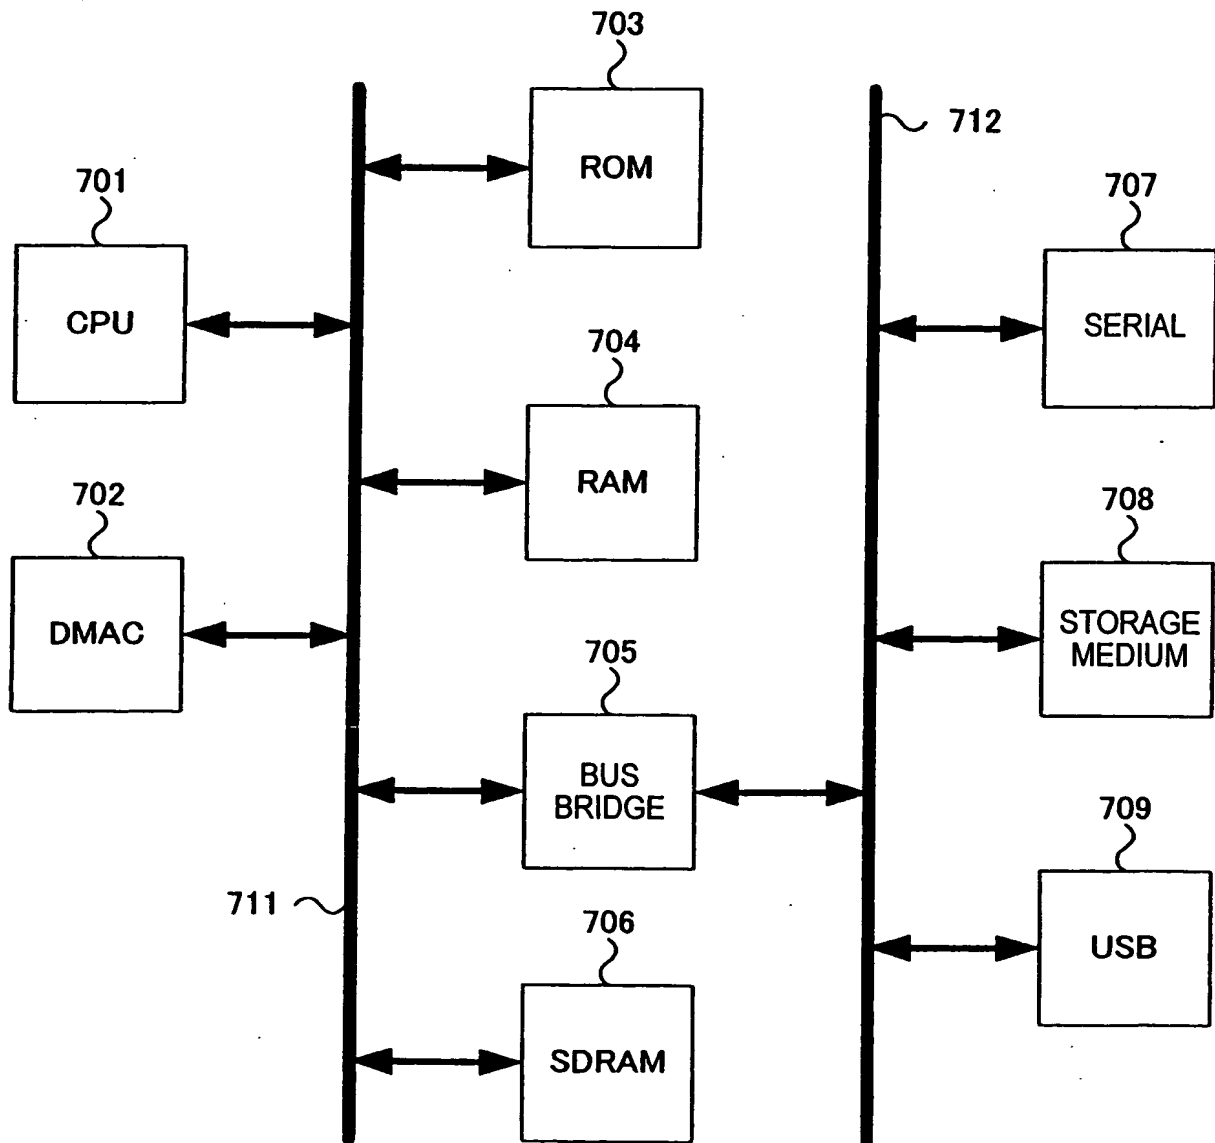 703
ROM
712
701
CPU
707
SERIAL
704
RAM
702
DMAC
708
STORAGE
MEDIUM
705
BUS
BRIDGE
709
USB
711
706
SDRAM